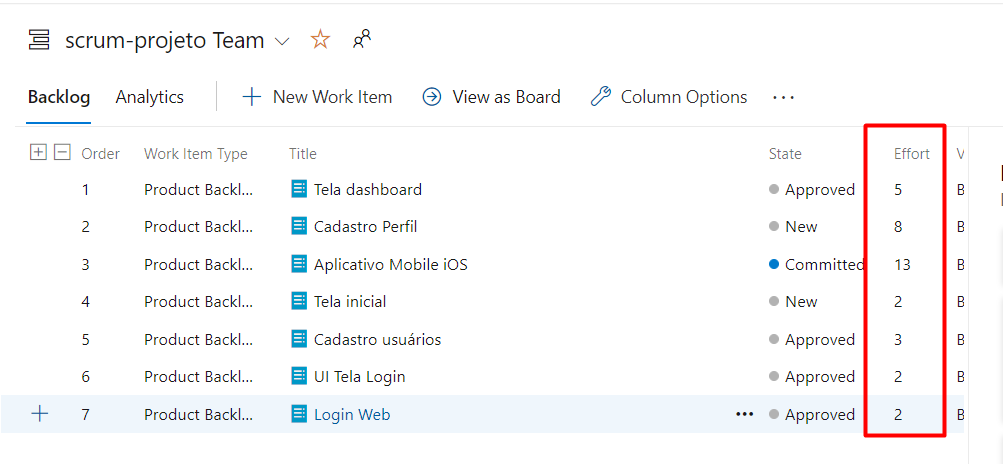 scrum-projeto Team
Backlog Analytics New Work Item View as Board Column Options ...
Order Work Item Type Title State Effort
1 Product Backl... Tela dashboard Approved 5 B
2 Product Backl... Cadastro Perfil New 8 B
3 Product Backl... Aplicativo Mobile iOS Committed 13 B
4 Product Backl... Tela inicial New 2 B
5 Product Backl... Cadastro usuários Approved 3 B
6 Product Backl... UI Tela Login Approved 2 B
7 Product Backl... Login Web ... Approved 2 B